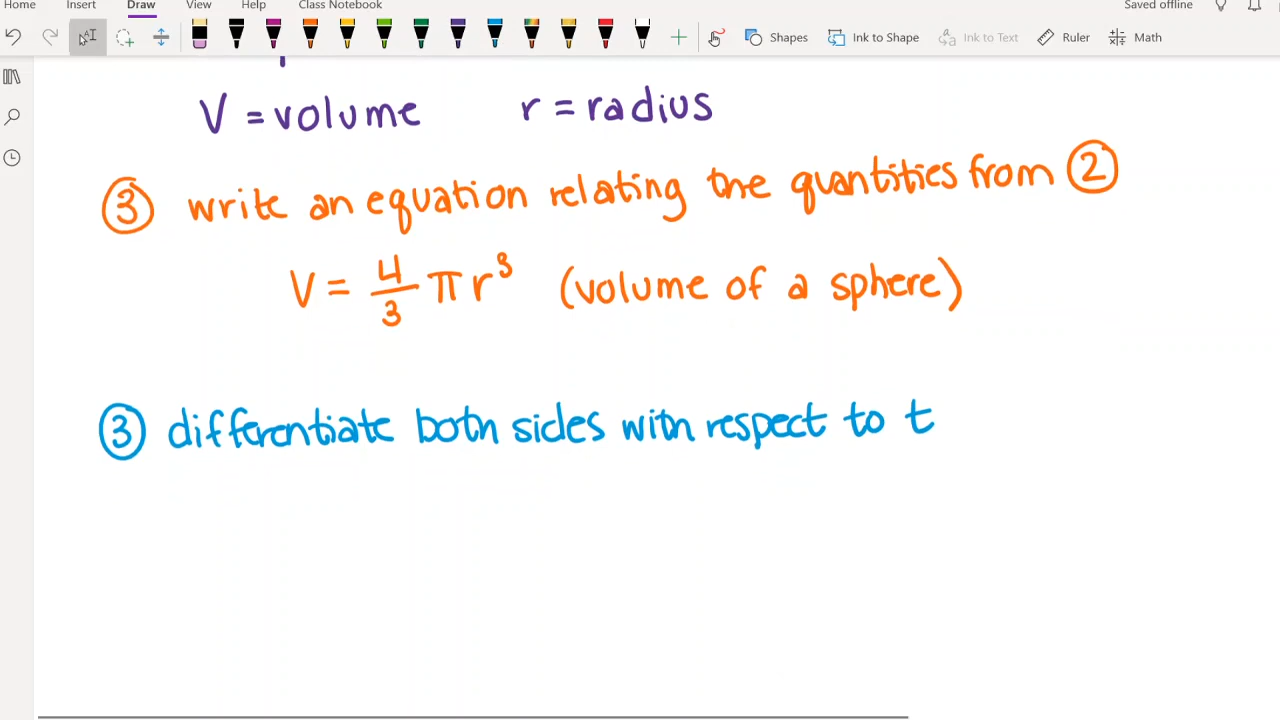 Home Insert Draw View Help Class Notebook Saved offline
Shapes Ink to Shape Ink to Text Ruler Math
V = volume r = radius
③ write an equation relating the quantities from ②
V = 4/3 π r³ (volume of a sphere)
③ differentiate both sides with respect to t